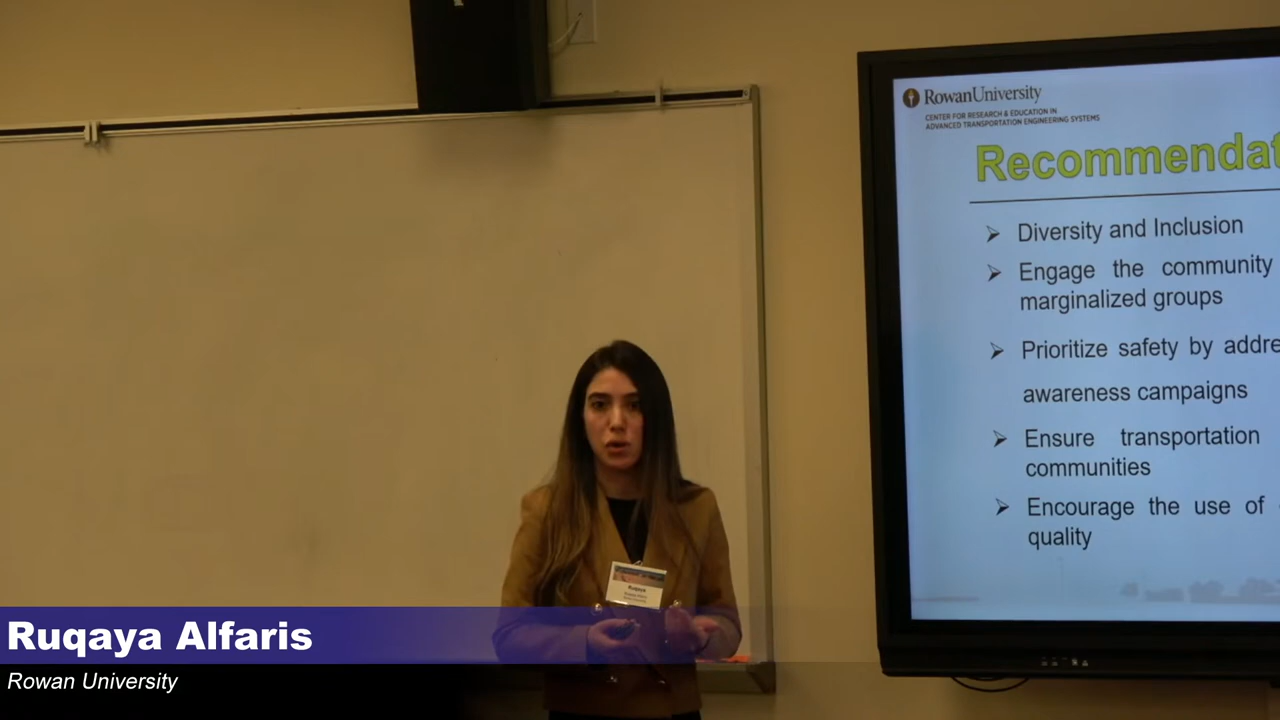 RowanUniversity
CENTER FOR RESEARCH & EDUCATION IN
ADVANCED TRANSPORTATION ENGINEERING SYSTEMS
Recommendat
➢ Diversity and Inclusion
➢ Engage the community
marginalized groups
➢ Prioritize safety by addre
awareness campaigns
➢ Ensure transportation
communities
➢ Encourage the use of
quality
Ruqaya
Ruqaya Alfaris
Rowan University